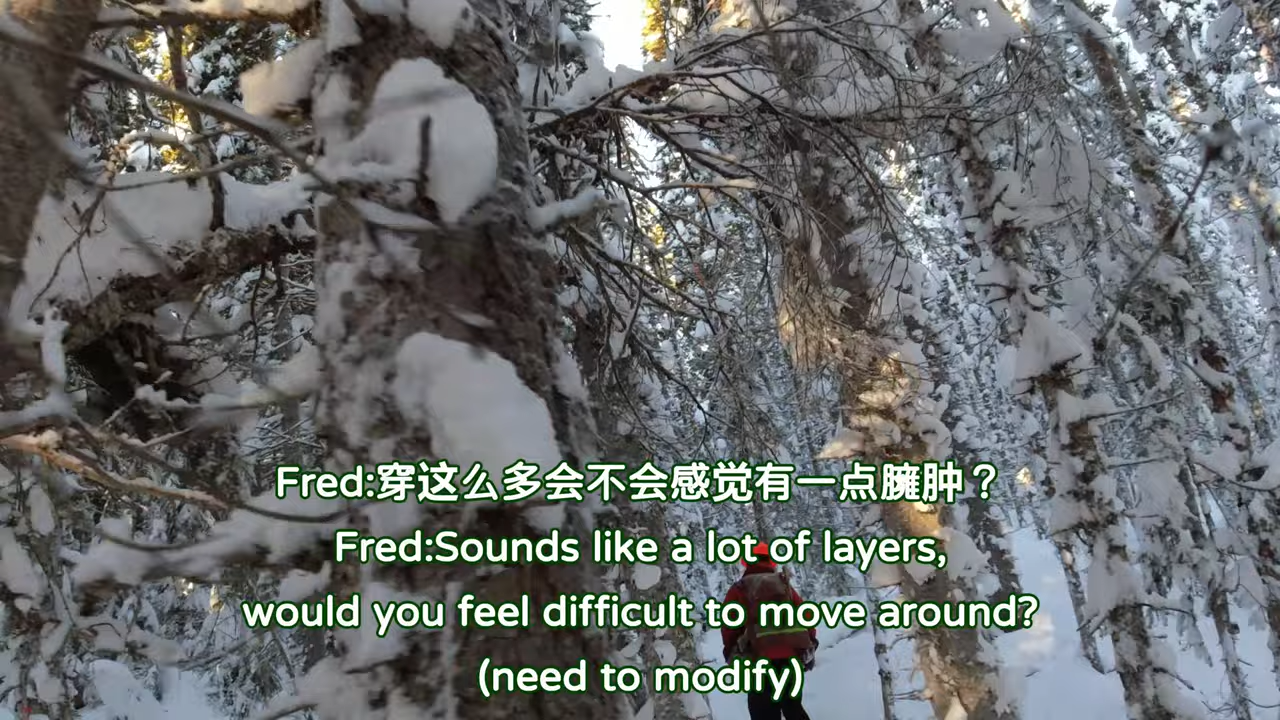 Fred:穿这么多会不会感觉有一点臃肿？
Fred:Sounds like a lot of layers,
would you feel difficult to move around?
(need to modify)